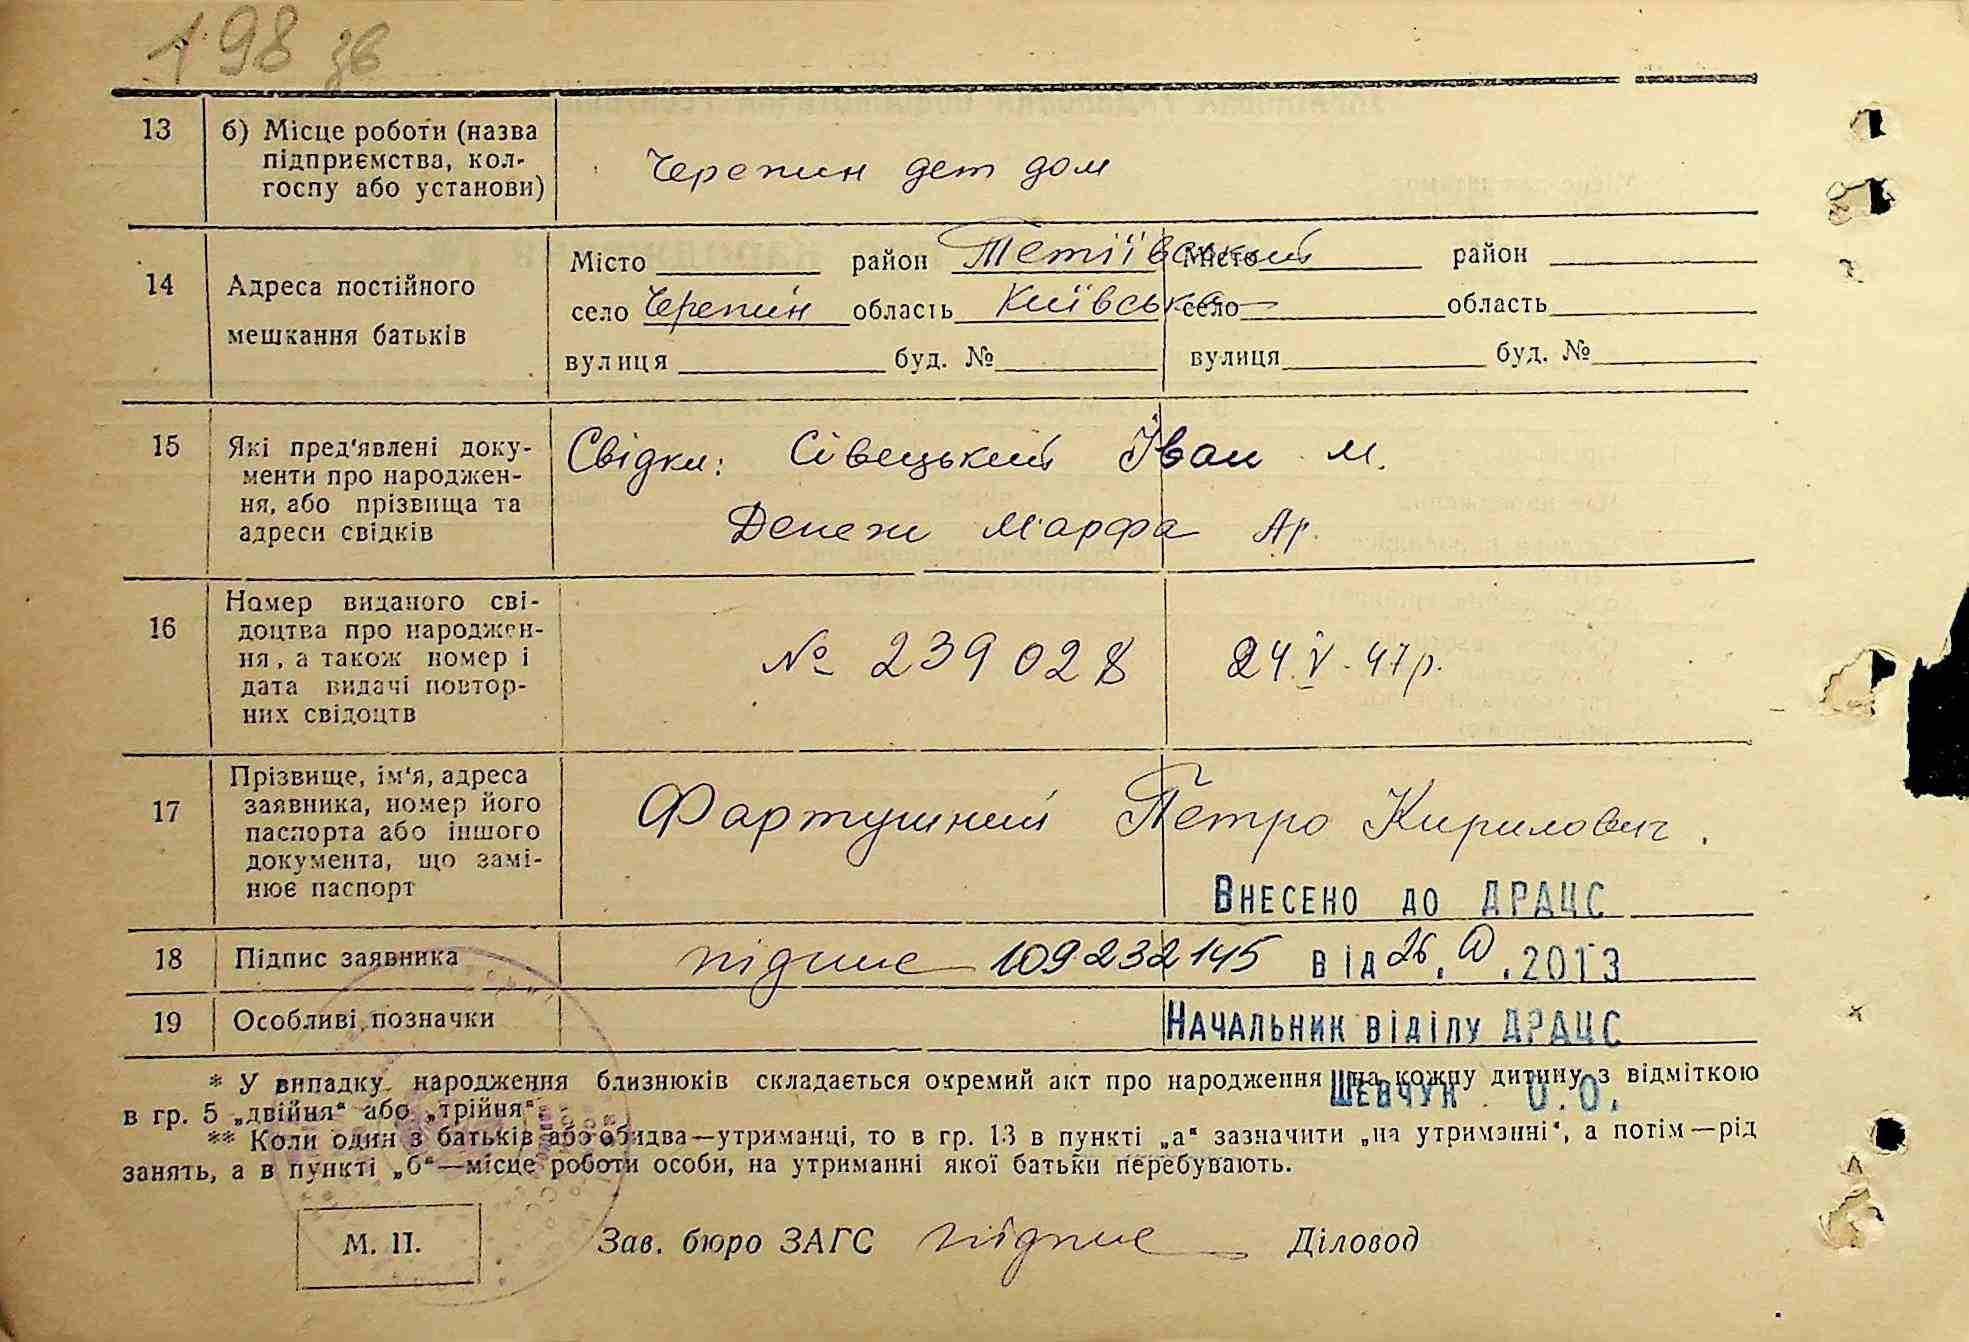 198 зв
13 б) Місце роботи (назва
підприємства, кол-
госпу або установи)
Черепин дет дом
14 Адреса постійного
мешкання батьків
Місто район Тетіївський Місто район
село Черепин область Київська село область
вулиця буд. № вулиця буд. №
15 Які пред'явлені доку-
менти про народжен-
ня, або прізвища та
адреси свідків
Свідки: Сівецький Іван М.
Марфа Ар.
16 Номер виданого сві-
доцтва про народжен-
ня, а також номер і
дата видачі повтор-
них свідоцтв
№ 239028 24.V.47р.
17 Прізвище, ім'я, адреса
заявника, номер його
паспорта або іншого
документа, що замі-
нює паспорт
Фартушний Петро Кирилович.
Внесено до ДРАЦС
18 Підпис заявника підпис 109232145 від 26. .2013
19 Особливі позначки Начальник відділу ДРАЦС
Шевчук О.О.
* У випадку народження близнюків складається окремий акт про народження на кожну дитину з відміткою
в гр. 5 „двійня“ або „трійня“.
** Коли один з батьків або обидва—утриманці, то в гр. 13 в пункті „а“ зазначити „на утриманні“, а потім—рід
занять, а в пункті „б“—місце роботи особи, на утриманні якої батьки перебувають.
М. П. Зав. бюро ЗАГС підпис Діловод